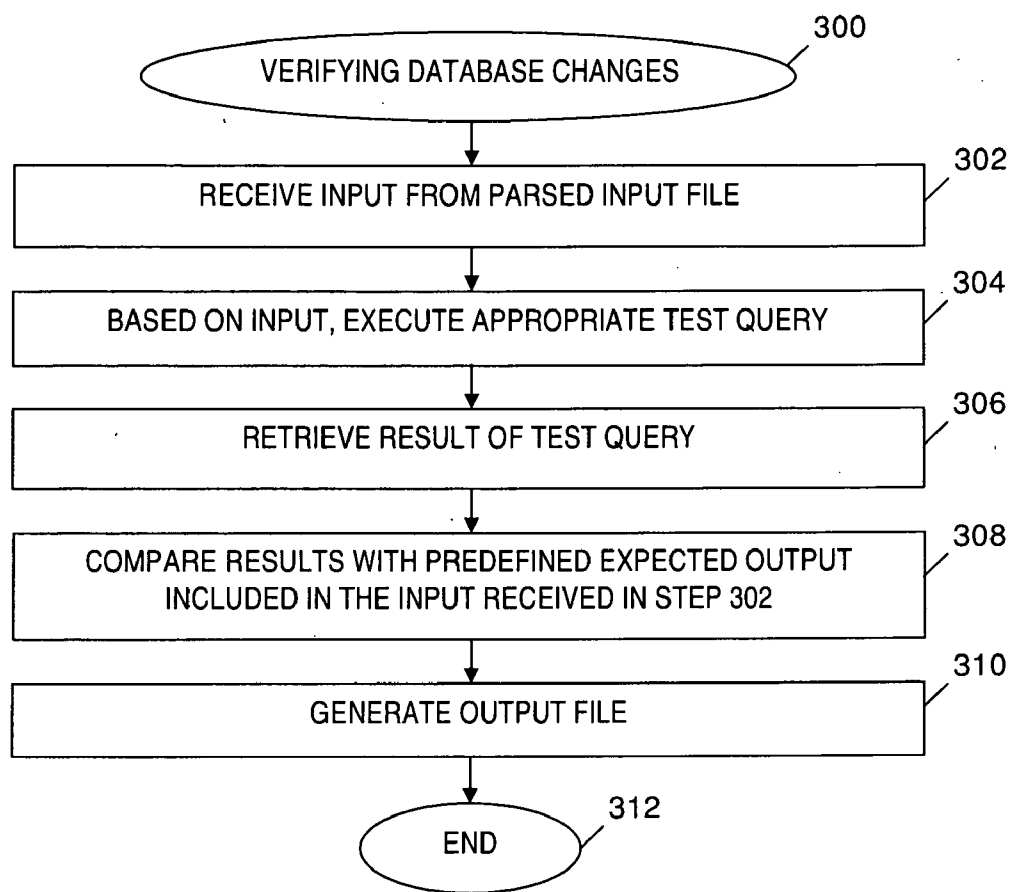 300
VERIFYING DATABASE CHANGES
302
RECEIVE INPUT FROM PARSED INPUT FILE
304
BASED ON INPUT, EXECUTE APPROPRIATE TEST QUERY
306
RETRIEVE RESULT OF TEST QUERY
308
COMPARE RESULTS WITH PREDEFINED EXPECTED OUTPUT
INCLUDED IN THE INPUT RECEIVED IN STEP 302
310
GENERATE OUTPUT FILE
312
END